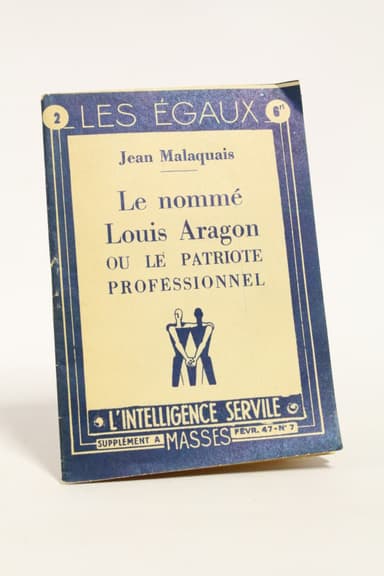 2 LES ÉGAUX 6frs
Jean Malaquais
Le nommé
Louis Aragon
OU LE PATRIOTE
PROFESSIONNEL
L'INTELLIGENCE SERVILE
SUPPLÉMENT A MASSES FÉVR. 47-N° 7